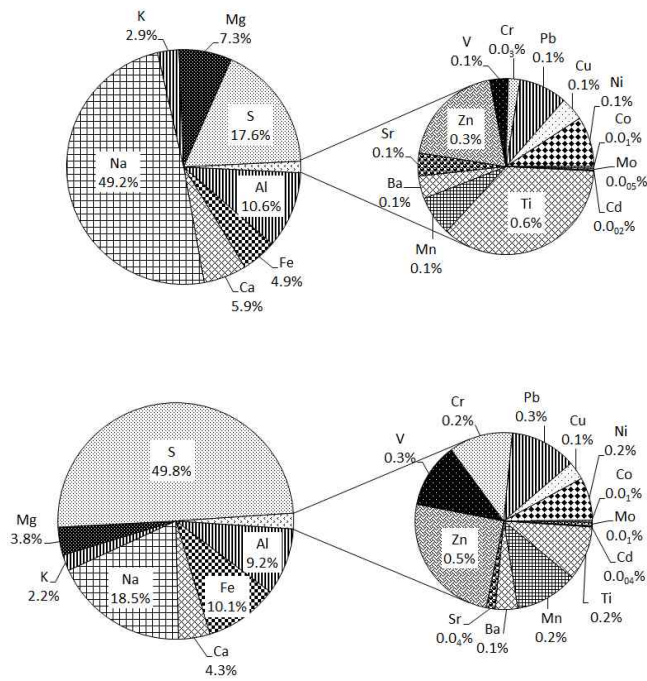 K
2.9%
Mg
7.3%
S
17.6%
Na
49.2%
Al
10.6%
Fe
4.9%
Ca
5.9%
V
0.1%
Cr
0.0₃%
Pb
0.1%
Cu
0.1%
Ni
0.1%
Co
0.0₁%
Mo
0.0₀₅%
Cd
0.0₀₂%
Ti
0.6%
Mn
0.1%
Ba
0.1%
Sr
0.1%
Zn
0.3%
S
49.8%
Mg
3.8%
K
2.2%
Na
18.5%
Ca
4.3%
Fe
10.1%
Al
9.2%
V
0.3%
Cr
0.2%
Pb
0.3%
Cu
0.1%
Ni
0.2%
Co
0.0₁%
Mo
0.0₁%
Cd
0.0₀₄%
Ti
0.2%
Mn
0.2%
Ba
0.1%
Sr
0.0₄%
Zn
0.5%